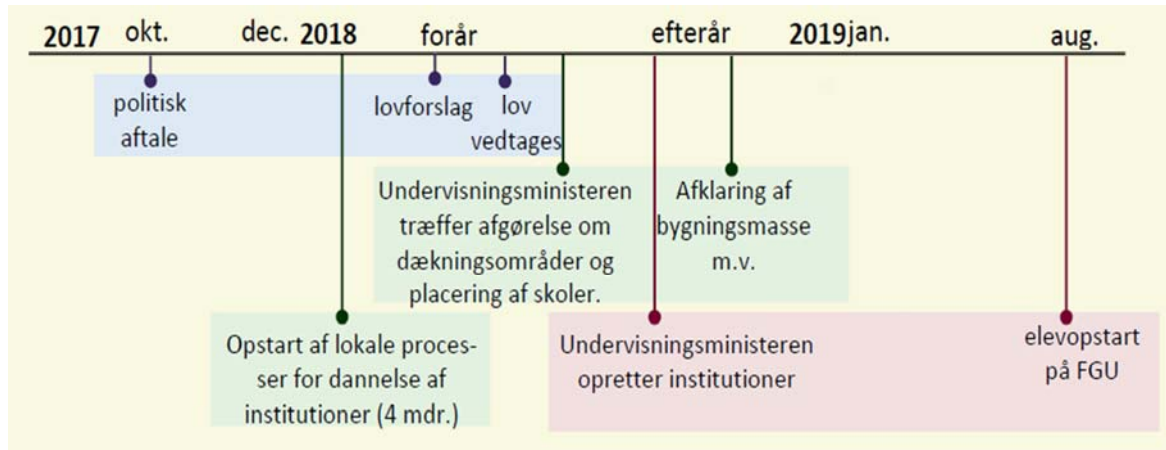 2017 okt. dec. 2018 forår efterår 2019 jan. aug.
politisk
aftale
lovforslag
lov
vedtages
Undervisningsministeren
træffer afgørelse om
dækningsområder og
placering af skoler.
Afklaring af
bygningsmasse
m.v.
Opstart af lokale proces-
ser for dannelse af
institutioner (4 mdr.)
Undervisningsministeren
opretter institutioner
elevopstart
på FGU